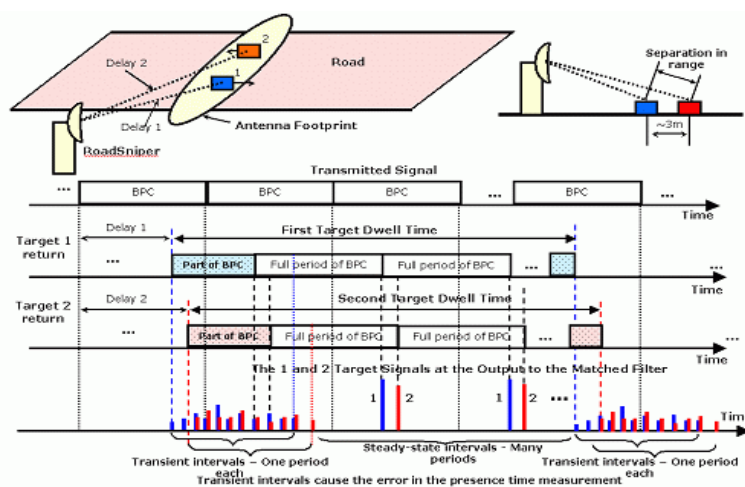 2
Separation in
range
Delay 2
Road
1
Delay 1
~3m
Antenna Footprint
RoadSniper
Transmitted Signal
... BPC BPC BPC ... BPC ...
Time
Delay 1
First Target Dwell Time
Target 1
return
... Part of BPC Full period of BPC Full period of BPC ... ...
Time
Delay 2
Second Target Dwell Time
Target 2
return
... Part of BPC Full period of BPC Full period of BPC ... ...
Time
The 1 and 2 Target Signals at the Output to the Matched Filter
1 2 1 2 ...
Tim
Steady-state intervals - Many
periods
Transient intervals – One period
each
Transient intervals – One period
each
Transient intervals cause the error in the presence time measurement